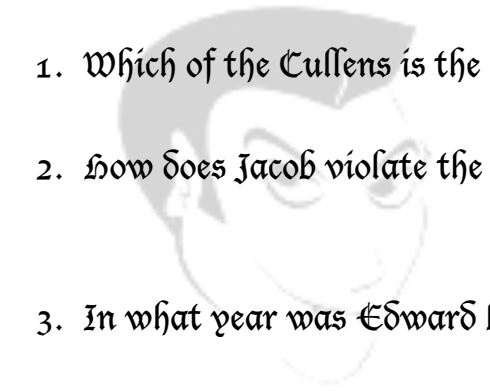 1. Which of the Cullens is the
2. How does Jacob violate the
3. In what year was Edward